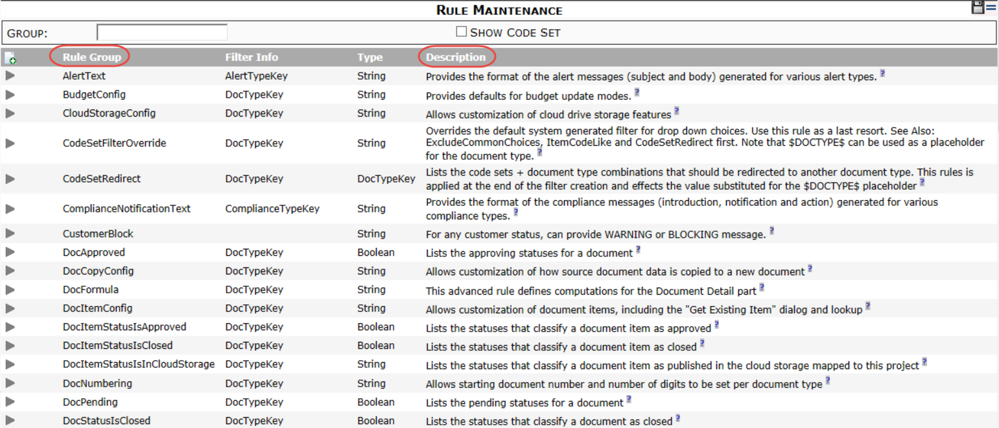 RULE MAINTENANCE
GROUP: SHOW CODE SET
Rule Group Filter Info Type Description
AlertText AlertTypeKey String Provides the format of the alert messages (subject and body) generated for various alert types. ?
BudgetConfig DocTypeKey String Provides defaults for budget update modes. ?
CloudStorageConfig DocTypeKey String Allows customization of cloud drive storage features ?
CodeSetFilterOverride DocTypeKey String Overrides the default system generated filter for drop down choices. Use this rule as a last resort. See Also:
ExcludeCommonChoices, ItemCodeLike and CodeSetRedirect first. Note that $DOCTYPE$ can be used as a placeholder
for the document type. ?
CodeSetRedirect DocTypeKey DocTypeKey Lists the code sets + document type combinations that should be redirected to another document type. This rules is
applied at the end of the filter creation and effects the value substituted for the $DOCTYPE$ placeholder ?
ComplianceNotificationText ComplianceTypeKey String Provides the format of the compliance messages (introduction, notification and action) generated for various
compliance types. ?
CustomerBlock String For any customer status, can provide WARNING or BLOCKING message. ?
DocApproved DocTypeKey Boolean Lists the approving statuses for a document ?
DocCopyConfig DocTypeKey String Allows customization of how source document data is copied to a new document ?
DocFormula DocTypeKey String This advanced rule defines computations for the Document Detail part ?
DocItemConfig DocTypeKey String Allows customization of document items, including the "Get Existing Item" dialog and lookup ?
DocItemStatusIsApproved DocTypeKey Boolean Lists the statuses that classify a document item as approved ?
DocItemStatusIsClosed DocTypeKey Boolean Lists the statuses that classify a document item as closed ?
DocItemStatusIsInCloudStorage DocTypeKey String Lists the statuses that classify a document item as published in the cloud storage mapped to this project ?
DocNumbering DocTypeKey String Allows starting document number and number of digits to be set per document type ?
DocPending DocTypeKey Boolean Lists the pending statuses for a document ?
DocStatusIsClosed DocTypeKey Boolean Lists the statuses that classify a document as closed ?